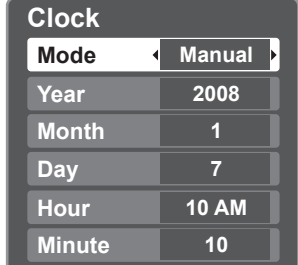 Clock
Mode Manual
Year 2008
Month 1
Day 7
Hour 10 AM
Minute 10